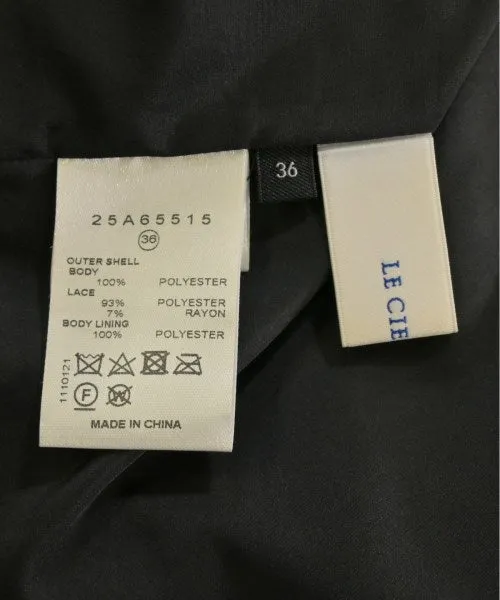 25A65515
36
OUTER SHELL
BODY
100% POLYESTER
LACE
93% POLYESTER
7% RAYON
BODY LINING
100% POLYESTER
1110121
F
W
MADE IN CHINA
36
LE CIE